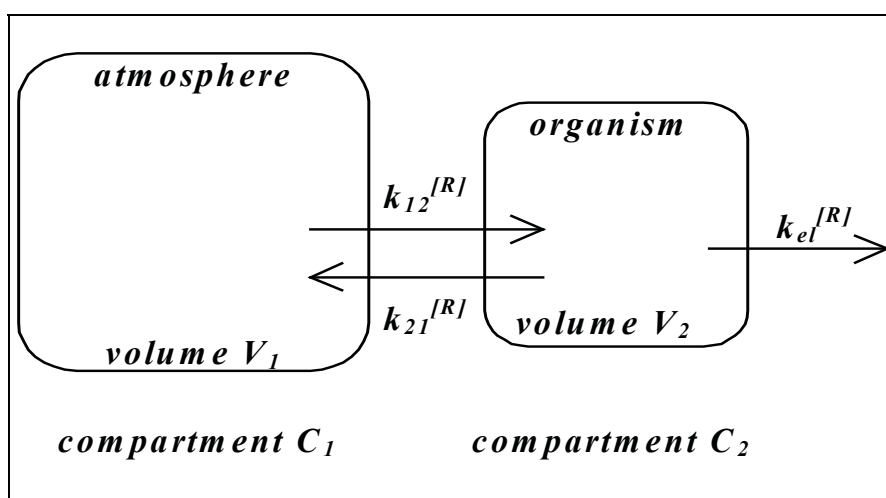 atmosphere
organism
k12[R]
kel[R]
k21[R]
volume V2
volume V1
compartment C1
compartment C2